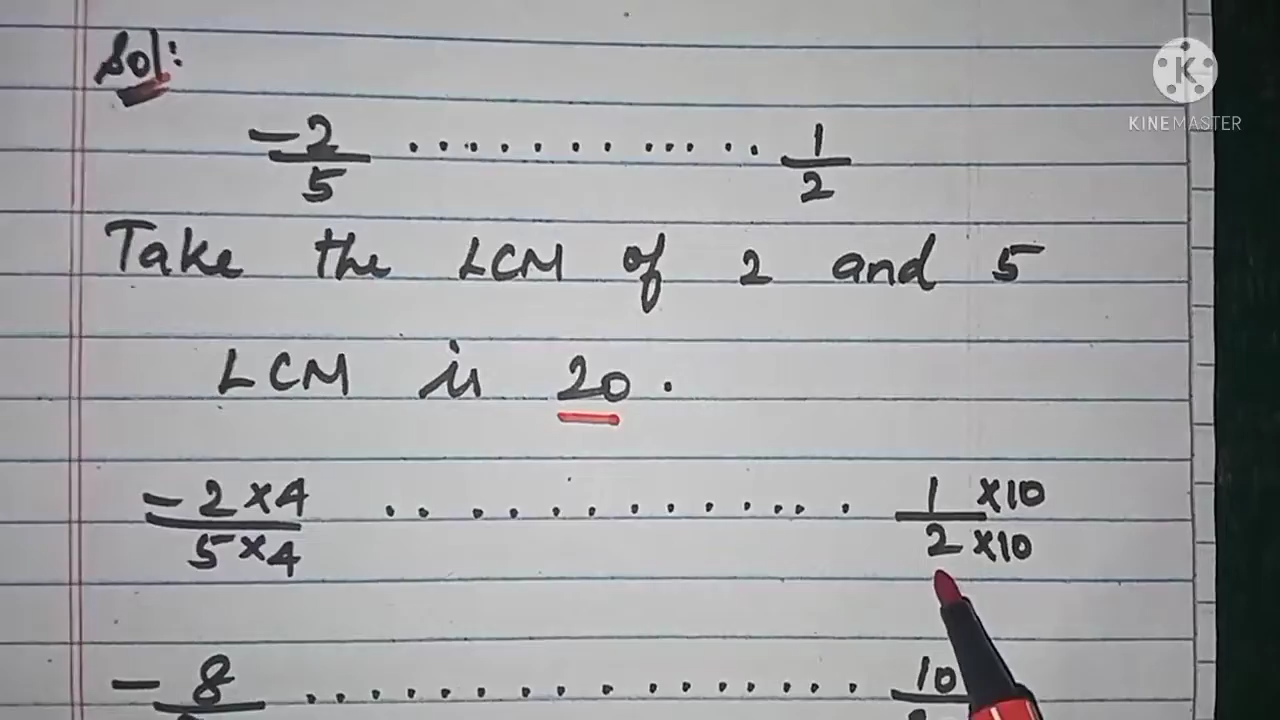 Sol:
K
KINEMASTER
-2/5 .............. 1/2
Take the LCM of 2 and 5
LCM is 20.
-2×4/5×4 .............. 1×10/2×10
-8 .................. 10